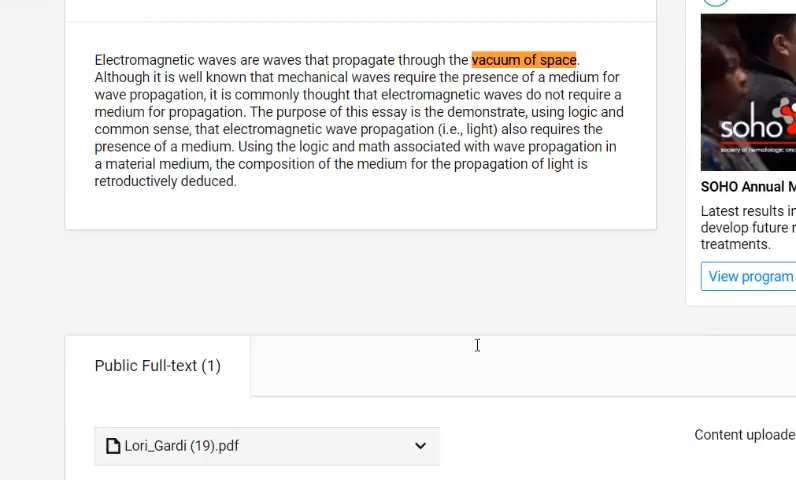 Electromagnetic waves are waves that propagate through the vacuum of space.
Although it is well known that mechanical waves require the presence of a medium for
wave propagation, it is commonly thought that electromagnetic waves do not require a
medium for propagation. The purpose of this essay is the demonstrate, using logic and
common sense, that electromagnetic wave propagation (i.e., light) also requires the
presence of a medium. Using the logic and math associated with wave propagation in
a material medium, the composition of the medium for the propagation of light is
retroductively deduced.
soho
SOHO Annual M
Latest results in
develop future r
treatments.
View program
Public Full-text (1)
Lori_Gardi (19).pdf
Content uploade